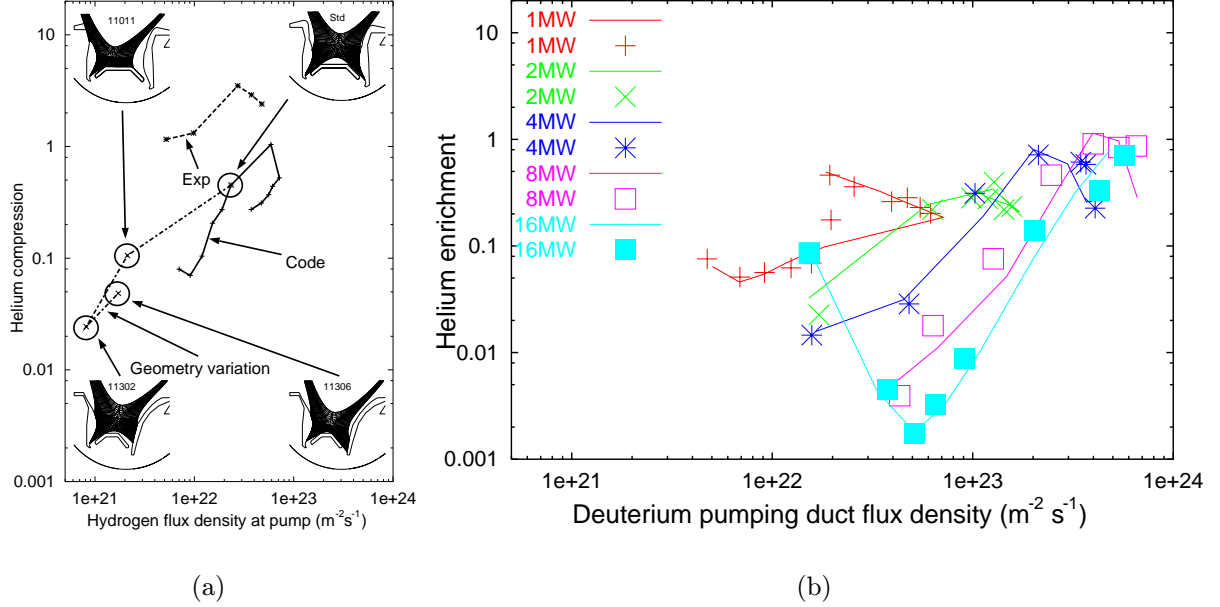 11011
Std
10
1
0.1
0.01
0.001
Helium compression
Exp
Code
Geometry variation
11302
11306
1e+21
1e+22
1e+23
1e+24
Hydrogen flux density at pump (m⁻²s⁻¹)
(a)
1MW
1MW
2MW
2MW
4MW
4MW
8MW
8MW
16MW
16MW
10
1
0.1
0.01
0.001
Helium enrichment
1e+21
1e+22
1e+23
1e+24
Deuterium pumping duct flux density (m⁻² s⁻¹)
(b)